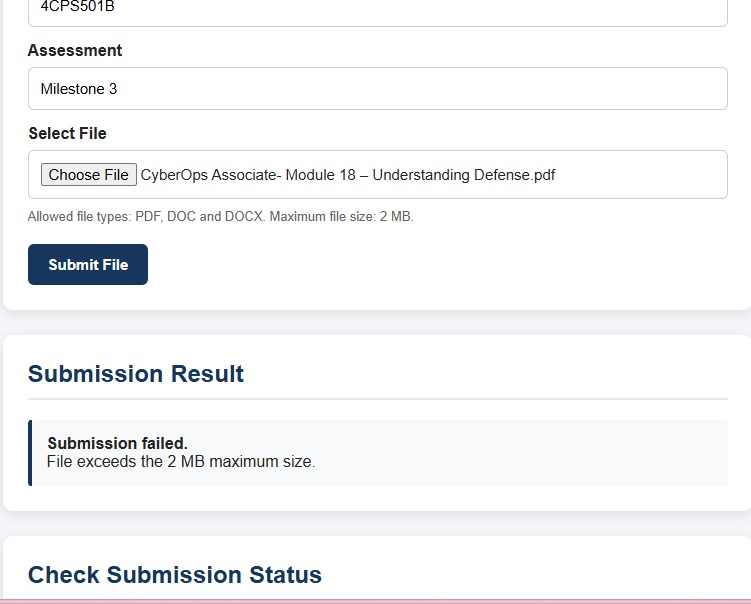 4CPS501B
Assessment
Milestone 3
Select File
Choose File CyberOps Associate- Module 18 – Understanding Defense.pdf
Allowed file types: PDF, DOC and DOCX. Maximum file size: 2 MB.
Submit File
Submission Result
Submission failed.
File exceeds the 2 MB maximum size.
Check Submission Status